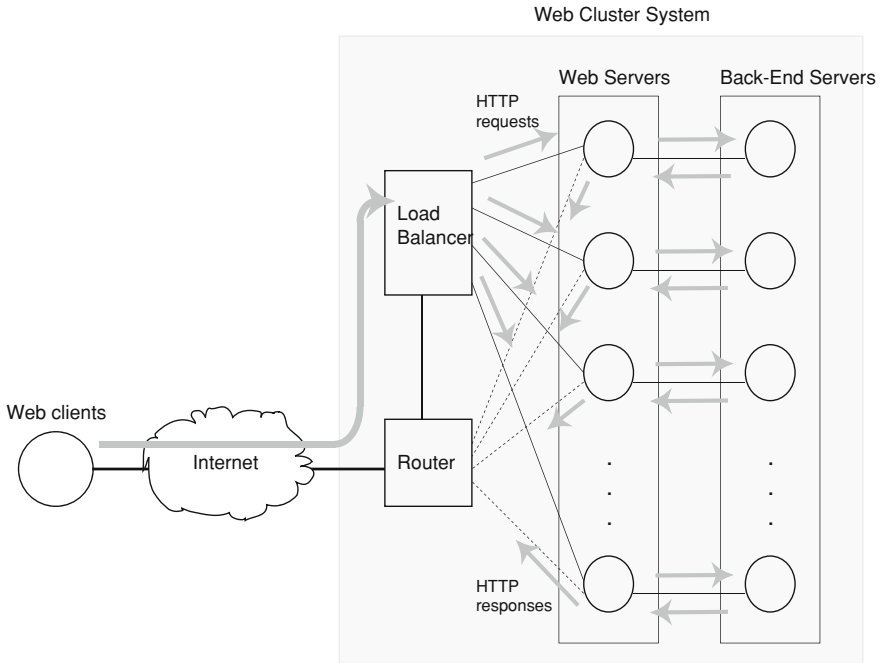 Web Cluster System
Web Servers
Back-End Servers
HTTP
requests
Load
Balancer
Web clients
Internet
Router
HTTP
responses